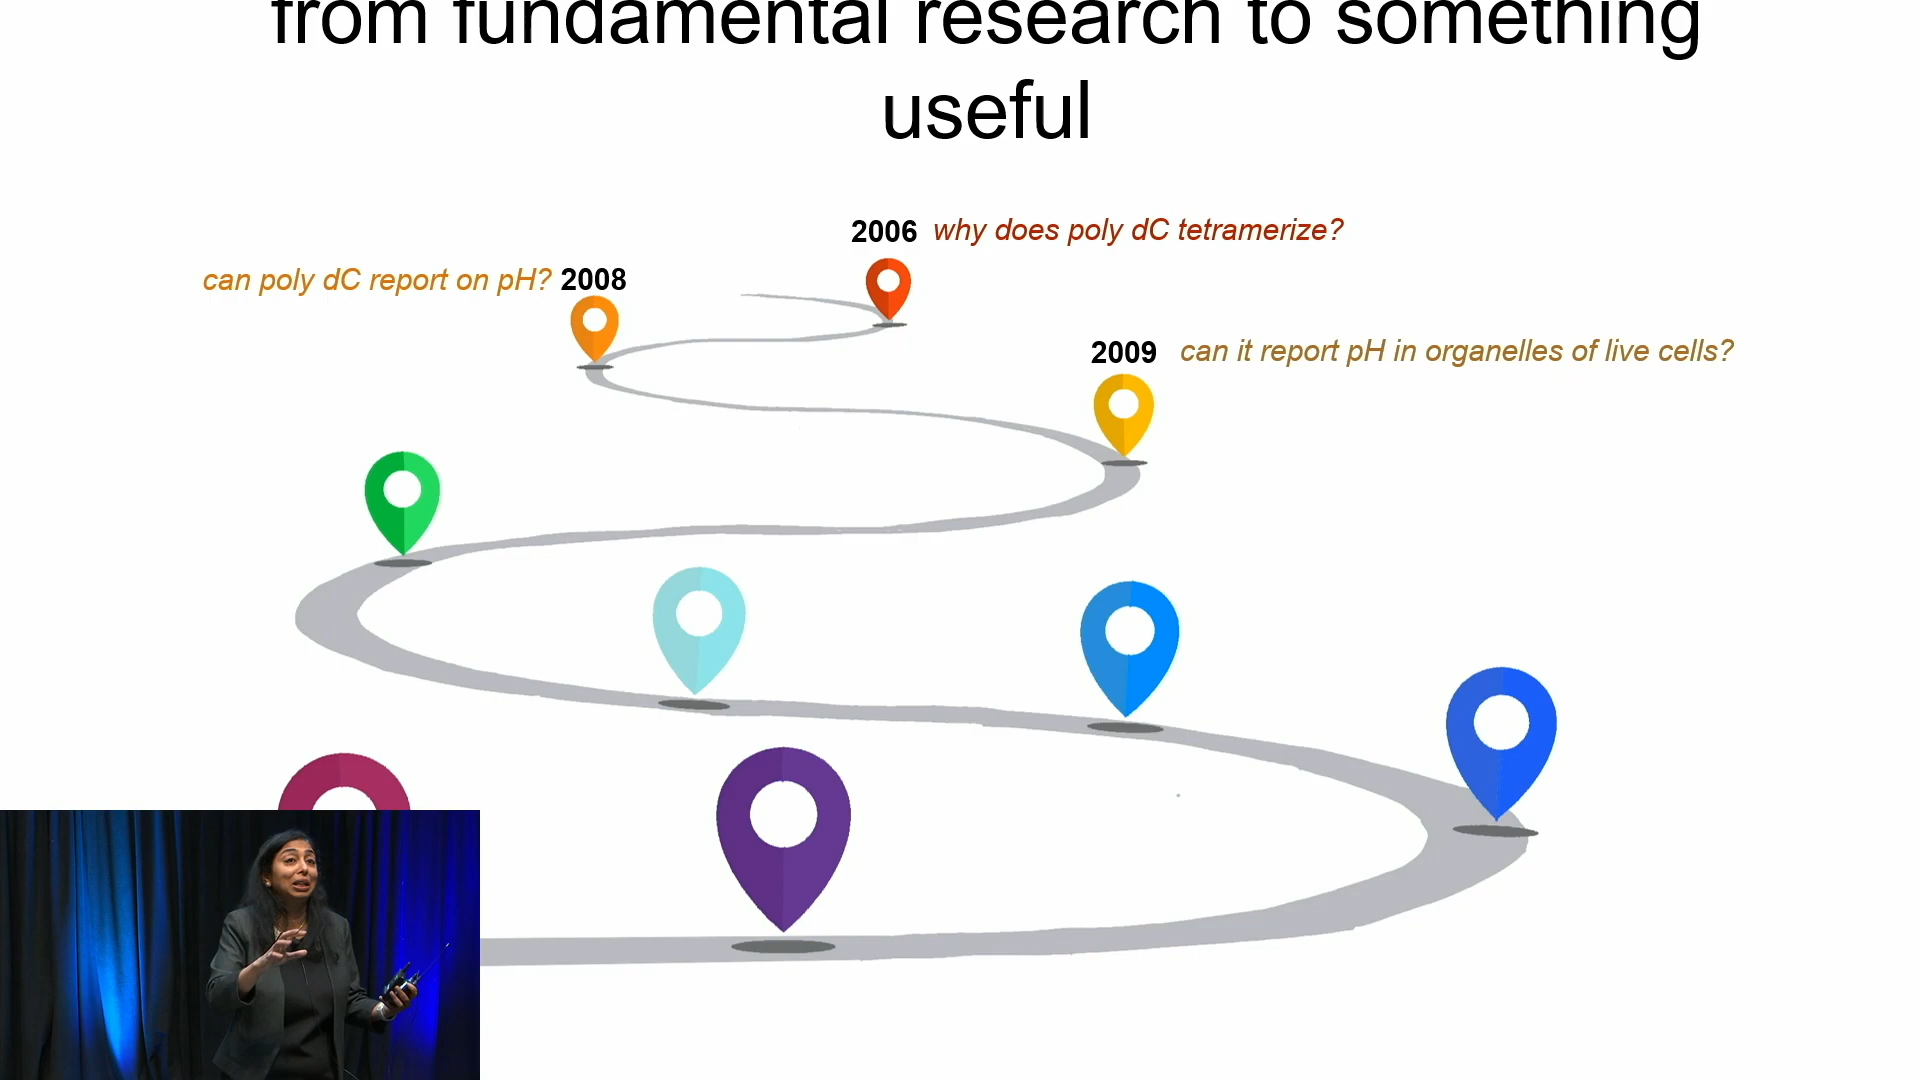 from fundamental research to something
useful
2006 why does poly dC tetramerize?
can poly dC report on pH? 2008
2009 can it report pH in organelles of live cells?